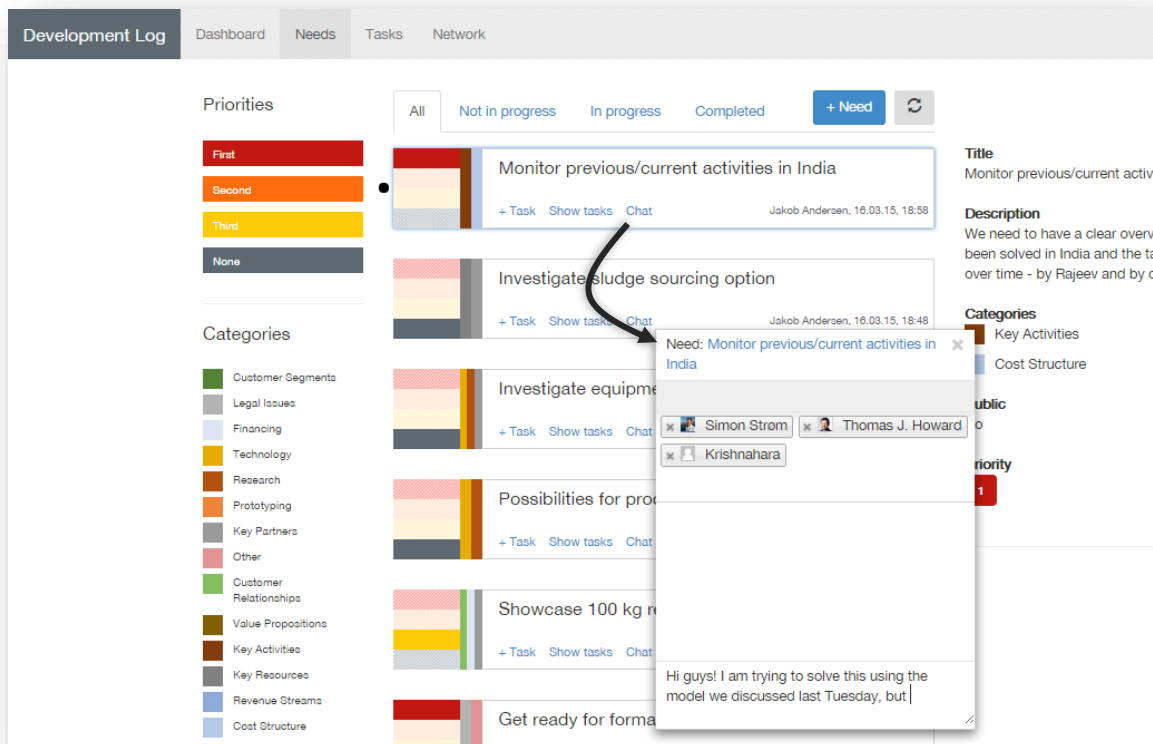 Development Log
Dashboard
Needs
Tasks
Network
Priorities
First
Second
Third
None
Categories
Customer Segments
Legal Issues
Financing
Technology
Research
Prototyping
Key Partners
Other
Customer
Relationships
Value Propositions
Key Activities
Key Resources
Revenue Streams
Cost Structure
All
Not in progress
In progress
Completed
+ Need
Monitor previous/current activities in India
+ Task Show tasks Chat
Jakob Andersen, 16.03.15, 18:58
Investigate sludge sourcing option
+ Task Show tasks Chat
Jakob Andersen, 16.03.15, 18:48
Investigate equipme
+ Task Show tasks Chat
Possibilities for pro
+ Task Show tasks Chat
Showcase 100 kg re
+ Task Show tasks Chat
Get ready for forma
Need: Monitor previous/current activities in
India
Simon Strøm
Thomas J. Howard
Krishnahara
Hi guys! I am trying to solve this using the
model we discussed last Tuesday, but
Title
Monitor previous/current activ
Description
We need to have a clear overv
been solved in India and the ta
over time - by Rajeev and by o
Categories
Key Activities
Cost Structure
ublic
o
riority
1